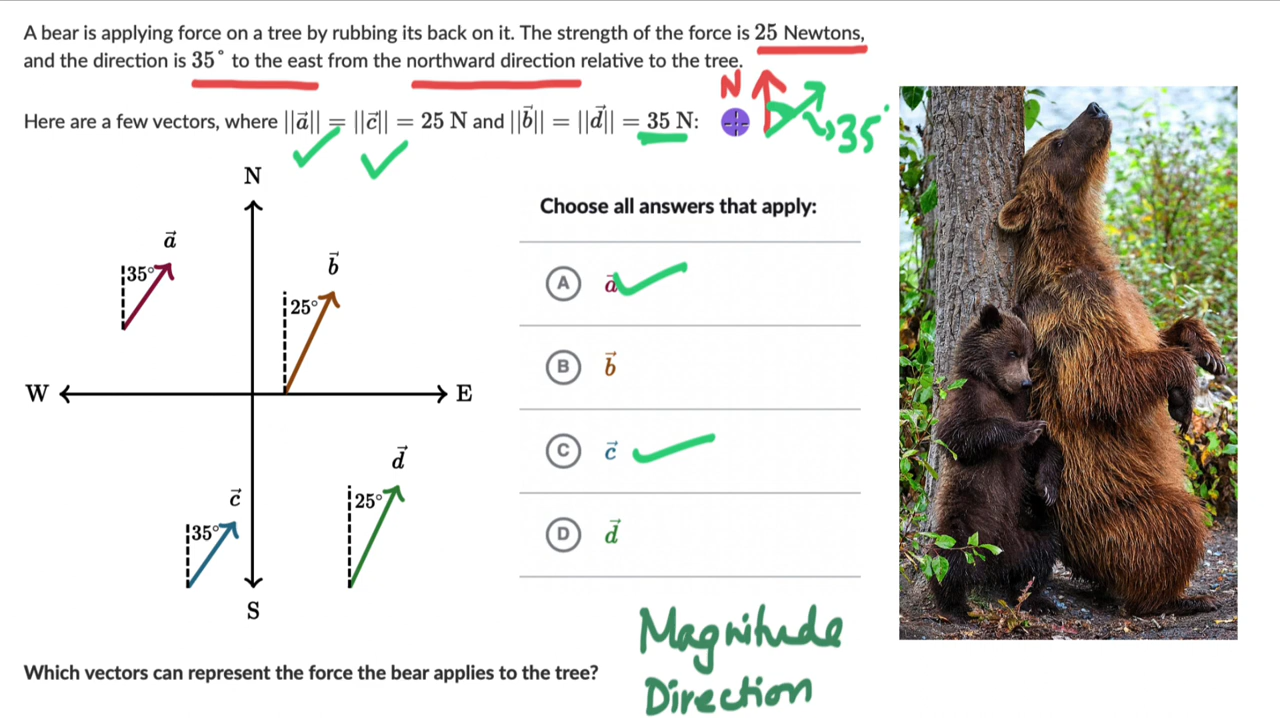 A bear is applying force on a tree by rubbing its back on it. The strength of the force is 25 Newtons,
and the direction is 35° to the east from the northward direction relative to the tree.
N
Here are a few vectors, where ||a⃗|| = ||c⃗|| = 25 N and ||b⃗|| = ||d⃗|| = 35 N:
35°
N
a⃗
35°
b⃗
25°
W
E
d⃗
25°
c⃗
35°
S
Choose all answers that apply:
A a⃗
B b⃗
C c⃗
D d⃗
Magnitude
Direction
Which vectors can represent the force the bear applies to the tree?